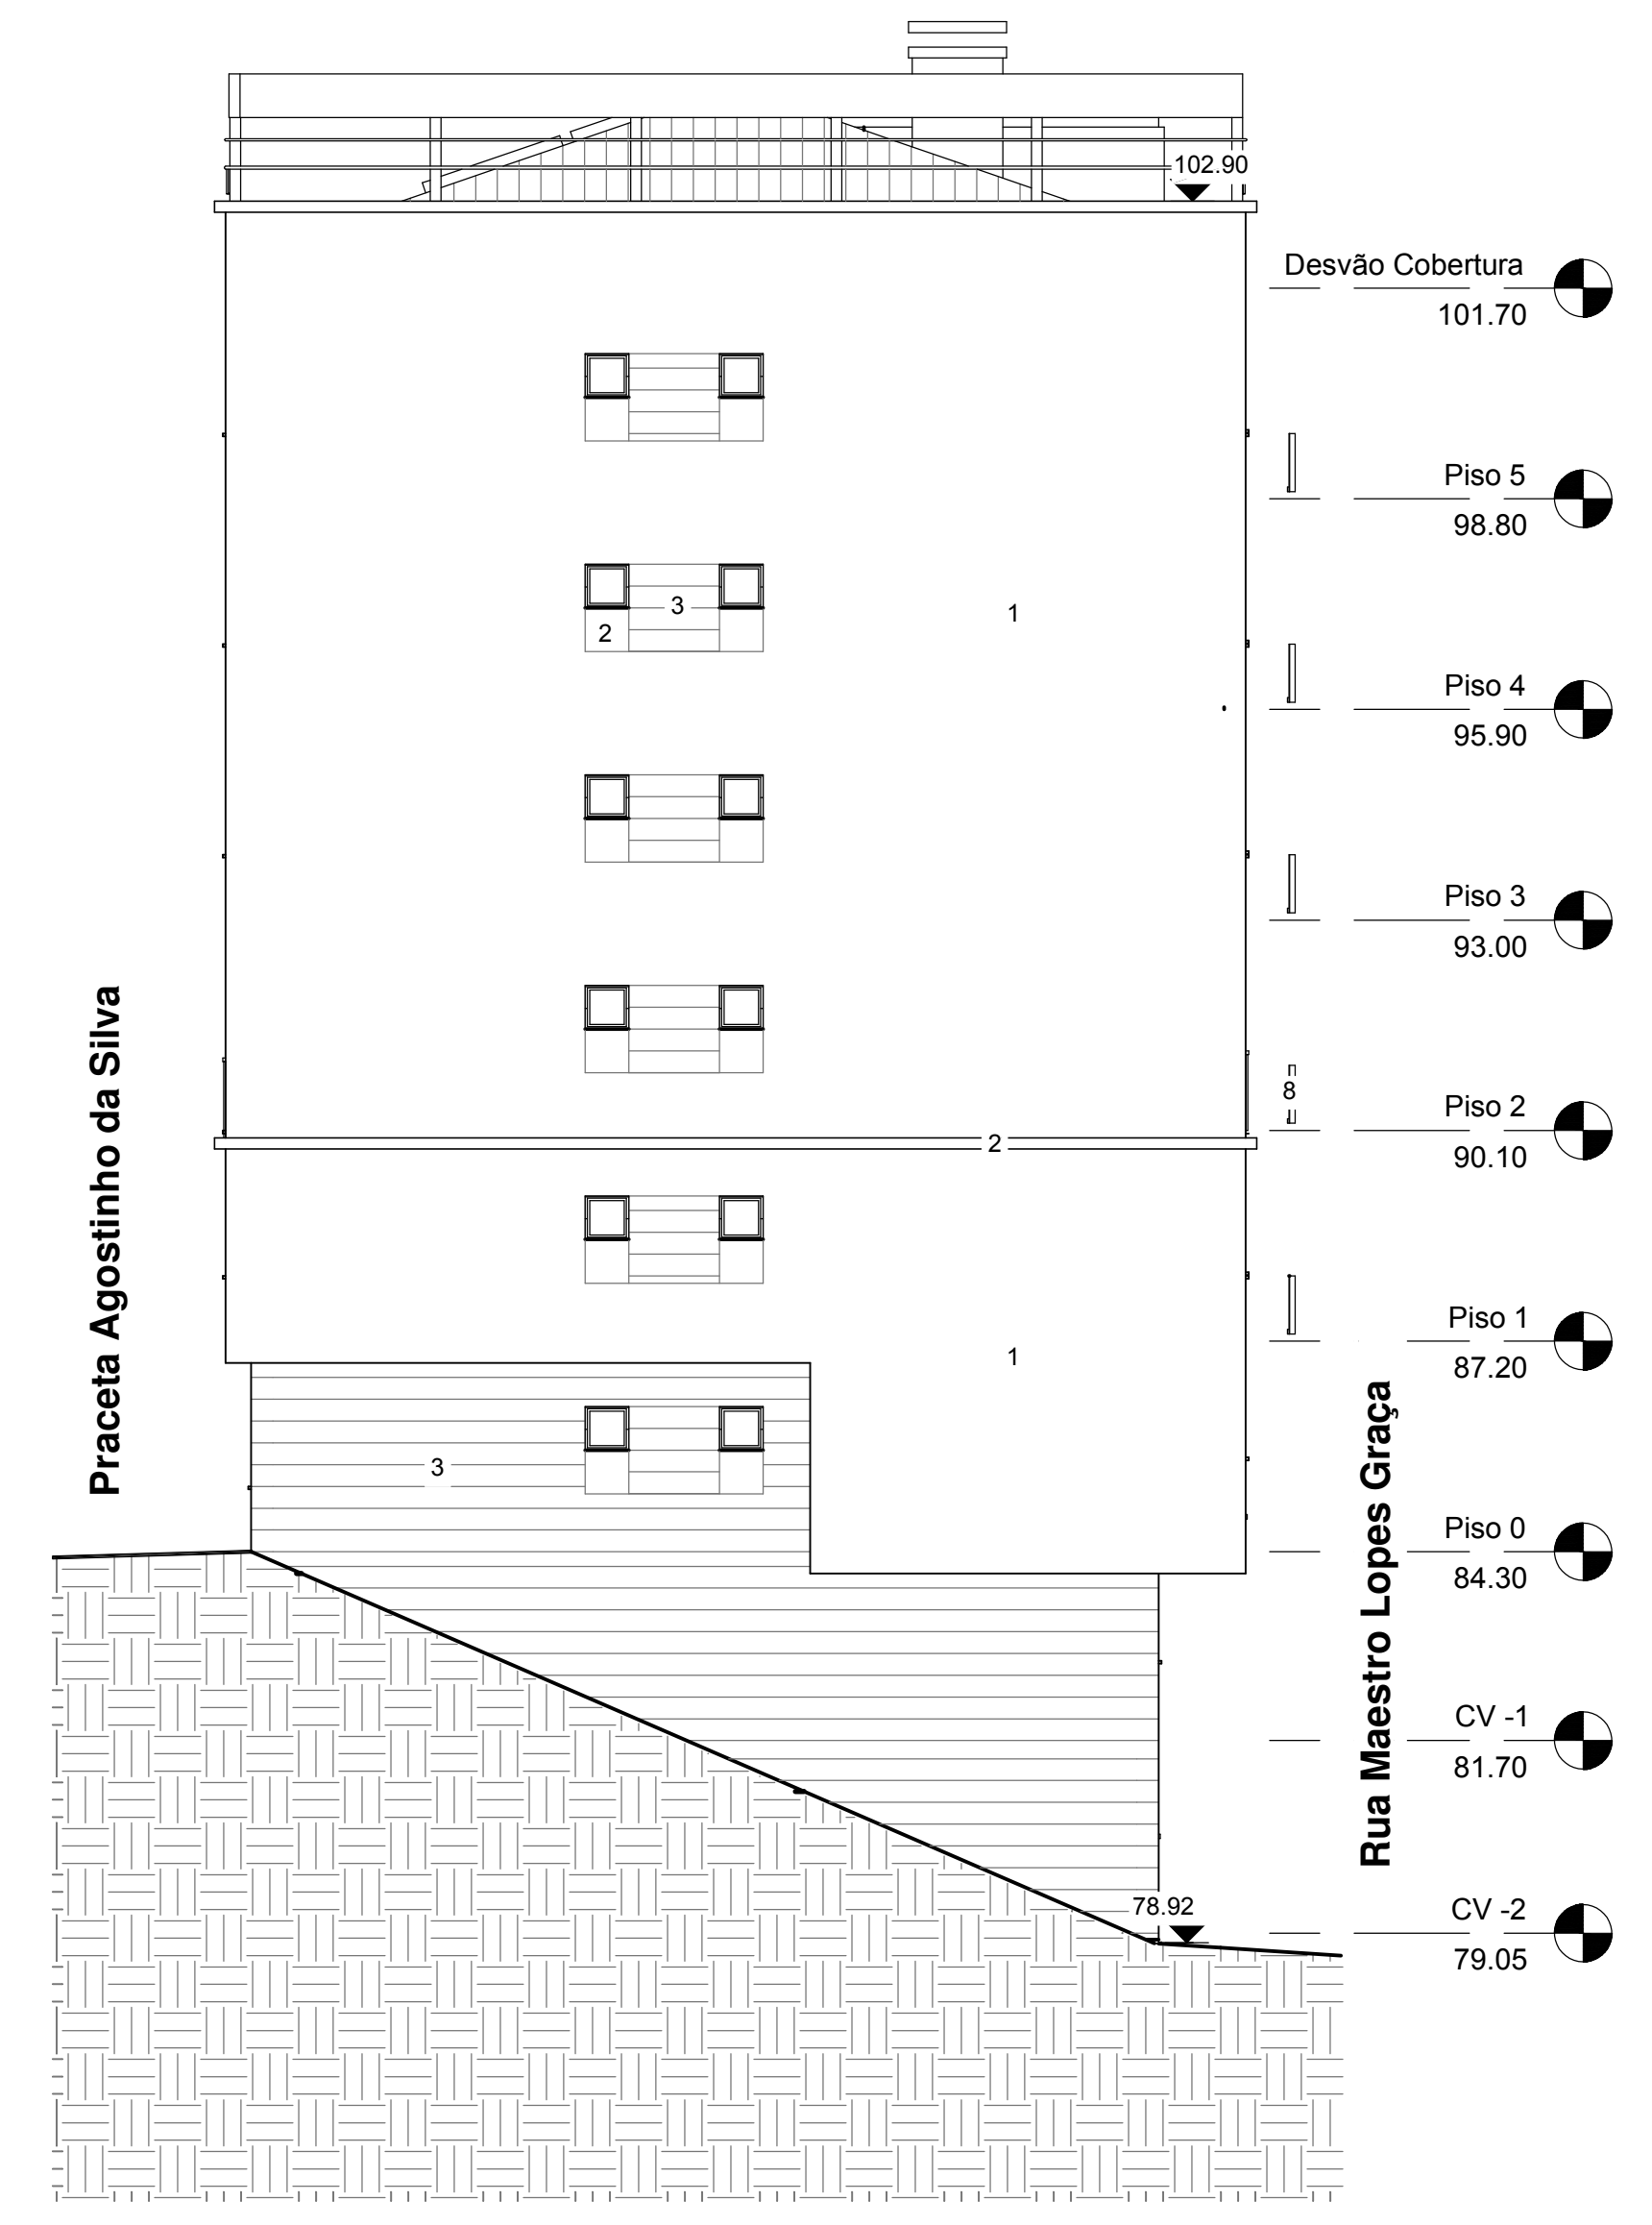 102.90
Desvão Cobertura
101.70
Piso 5
98.80
3
1
2
Piso 4
95.90
Piso 3
93.00
Praceta Agostinho da Silva
8
Piso 2
90.10
2
Piso 1
87.20
1
Rua Maestro Lopes Graça
3
Piso 0
84.30
CV -1
81.70
78.92
CV -2
79.05